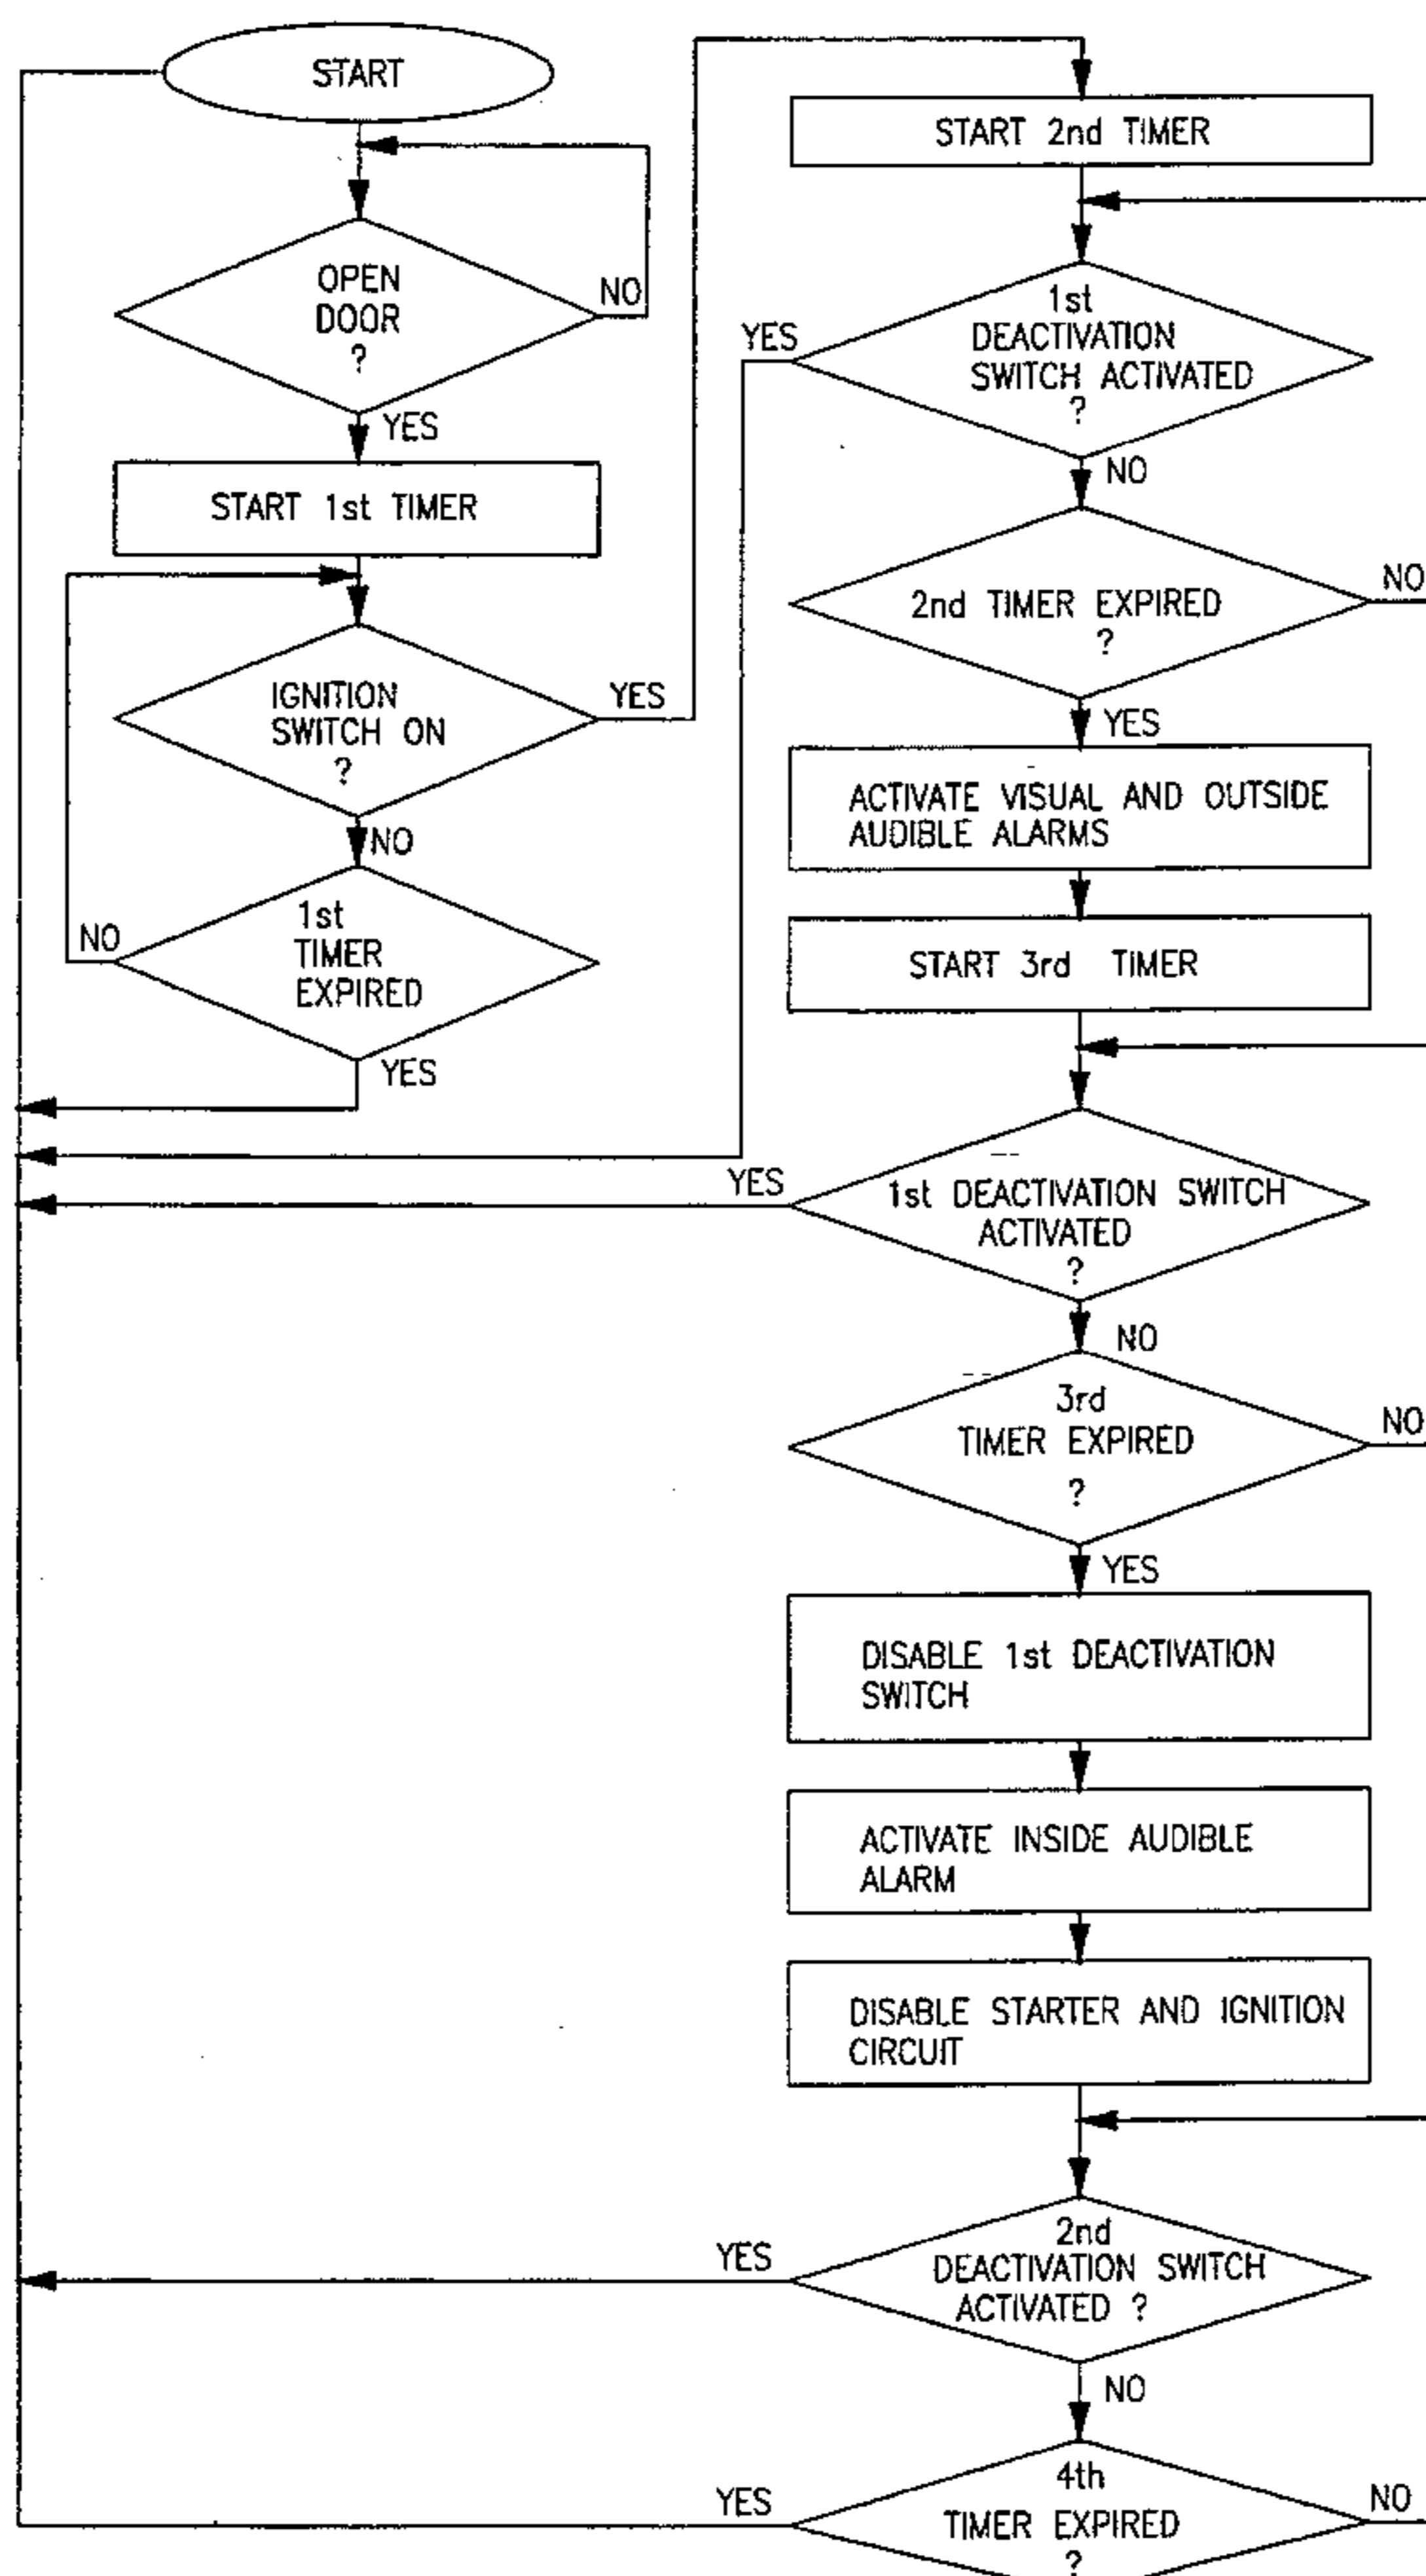 START
OPEN
DOOR
?
NO
YES
START 1st TIMER
IGNITION
SWITCH ON
?
YES
NO
1st
TIMER
EXPIRED
NO
YES
START 2nd TIMER
1st
DEACTIVATION
SWITCH ACTIVATED
?
YES
NO
2nd TIMER EXPIRED
?
NO
YES
ACTIVATE VISUAL AND OUTSIDE
AUDIBLE ALARMS
START 3rd TIMER
1st DEACTIVATION SWITCH
ACTIVATED
?
YES
NO
3rd
TIMER EXPIRED
?
NO
YES
DISABLE 1st DEACTIVATION
SWITCH
ACTIVATE INSIDE AUDIBLE
ALARM
DISABLE STARTER AND IGNITION
CIRCUIT
2nd
DEACTIVATION SWITCH
ACTIVATED ?
YES
NO
4th
TIMER EXPIRED
?
YES
NO